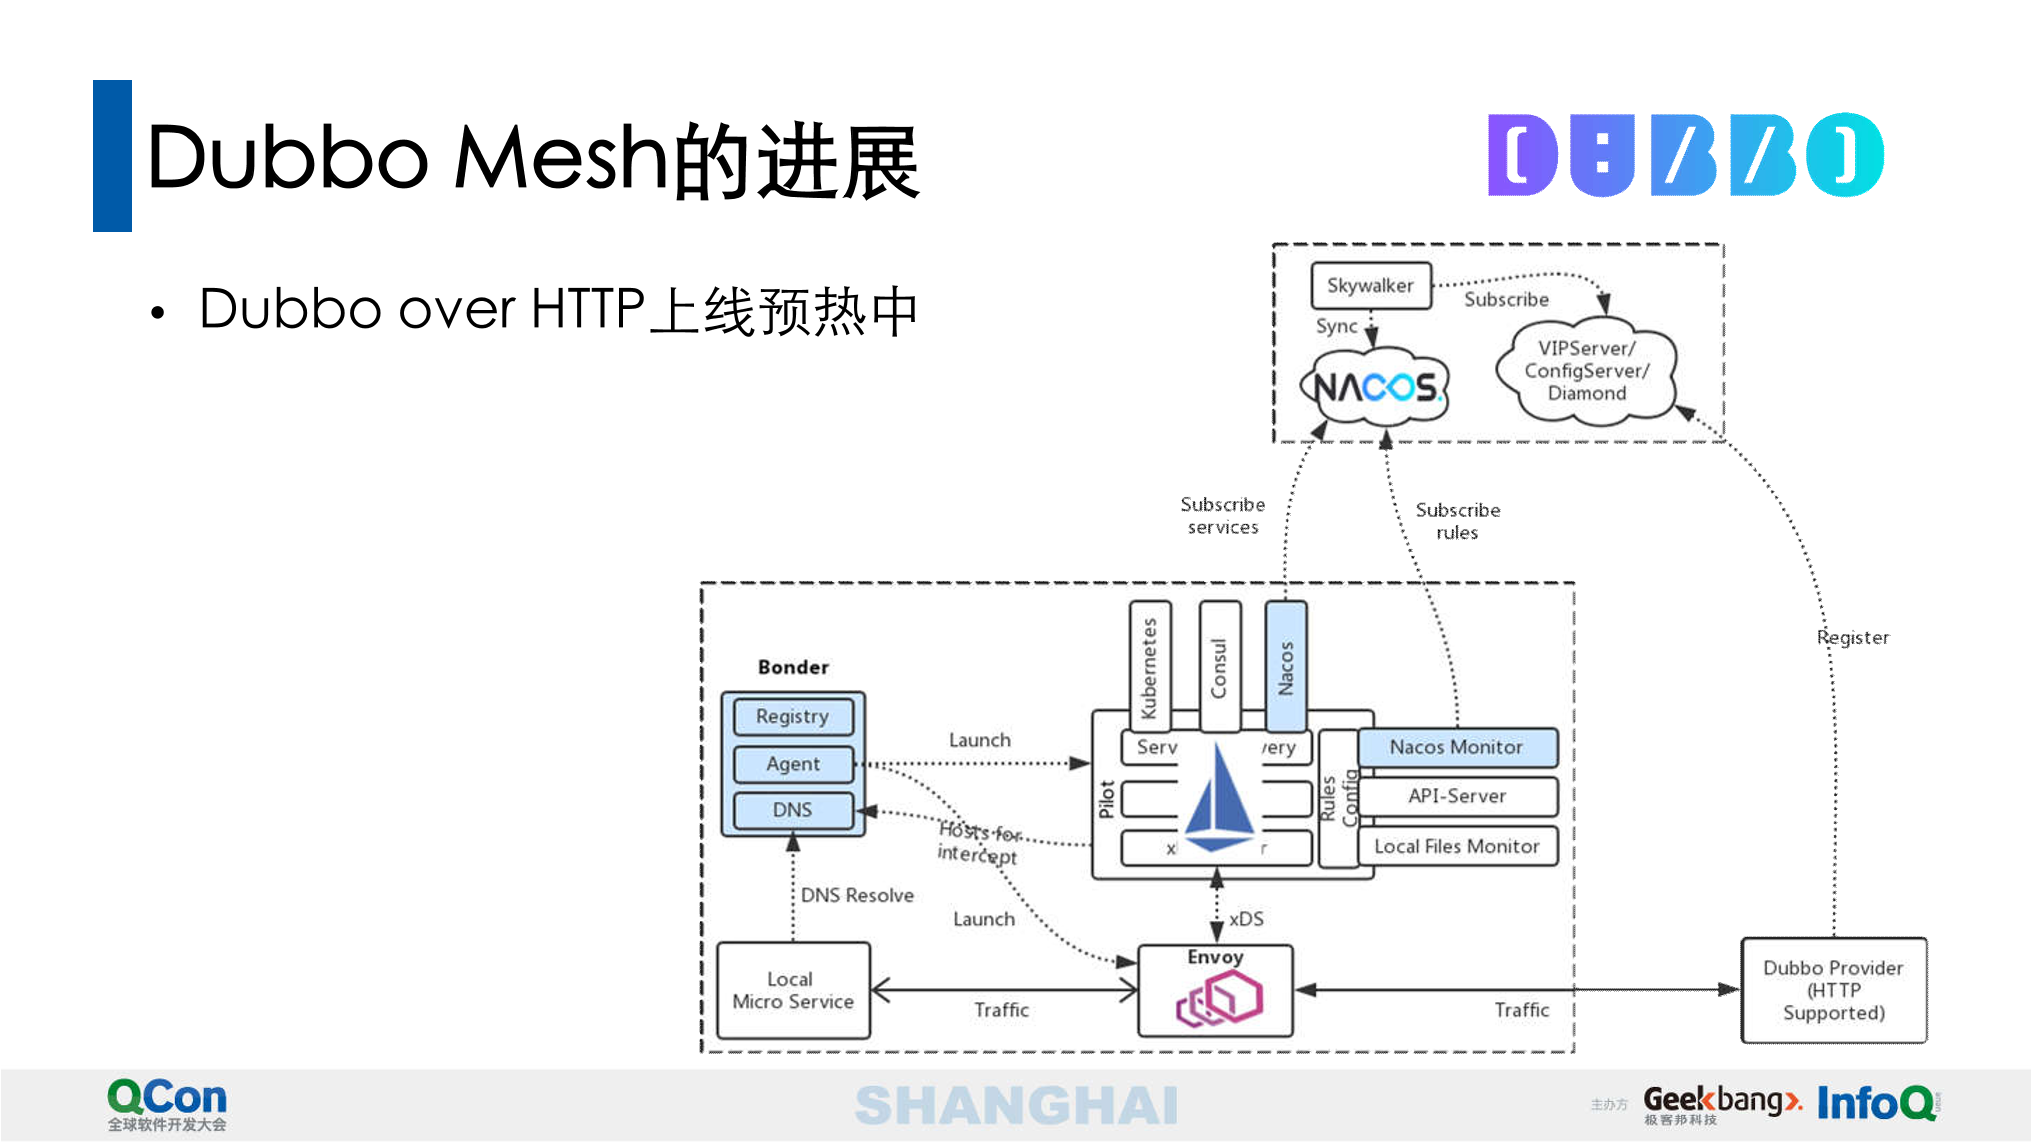 Dubbo Mesh的进展
DUBBO
• Dubbo over HTTP上线预热中
Skywalker
Subscribe
Sync
NACOS.
VIPServer/
ConfigServer/
Diamond
Subscribe
services
Subscribe
rules
Register
Kubernetes
Consul
Nacos
Bonder
Registry
Agent
DNS
Launch
Pilot
Serv
very
Rules
Config
Nacos Monitor
API-Server
Local Files Monitor
Hosts for
intercept
DNS Resolve
Launch
xDS
Envoy
Local
Micro Service
Traffic
Traffic
Dubbo Provider
(HTTP
Supported)
QCon
全球软件开发大会
SHANGHAI
主办方
Geekbang>.
极客邦科技
InfoQ